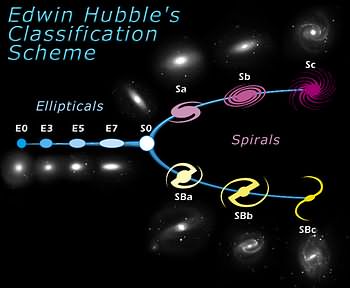 Edwin Hubble's
Classification
Scheme
Ellipticals
E0 E3 E5 E7 S0
Sa Sb Sc
Spirals
SBa SBb SBc